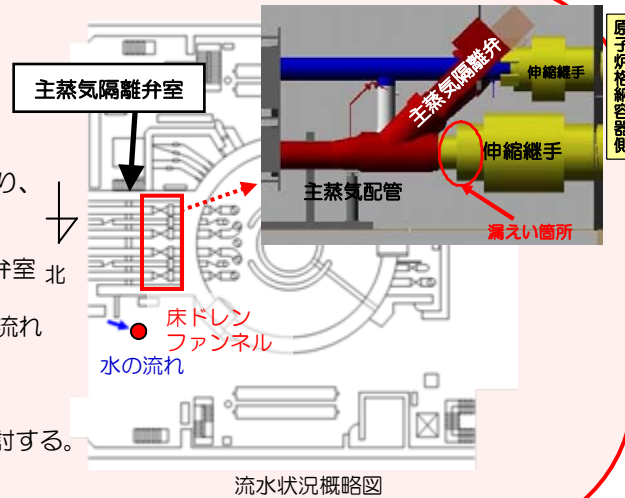 主蒸気隔離弁室
り、
弁室
流れ
討する。
北
床ドレン
ファンネル
水の流れ
流水状況概略図
主蒸気隔離弁
伸縮継手
伸縮継手
主蒸気配管
漏えい箇所
原子炉格納容器側